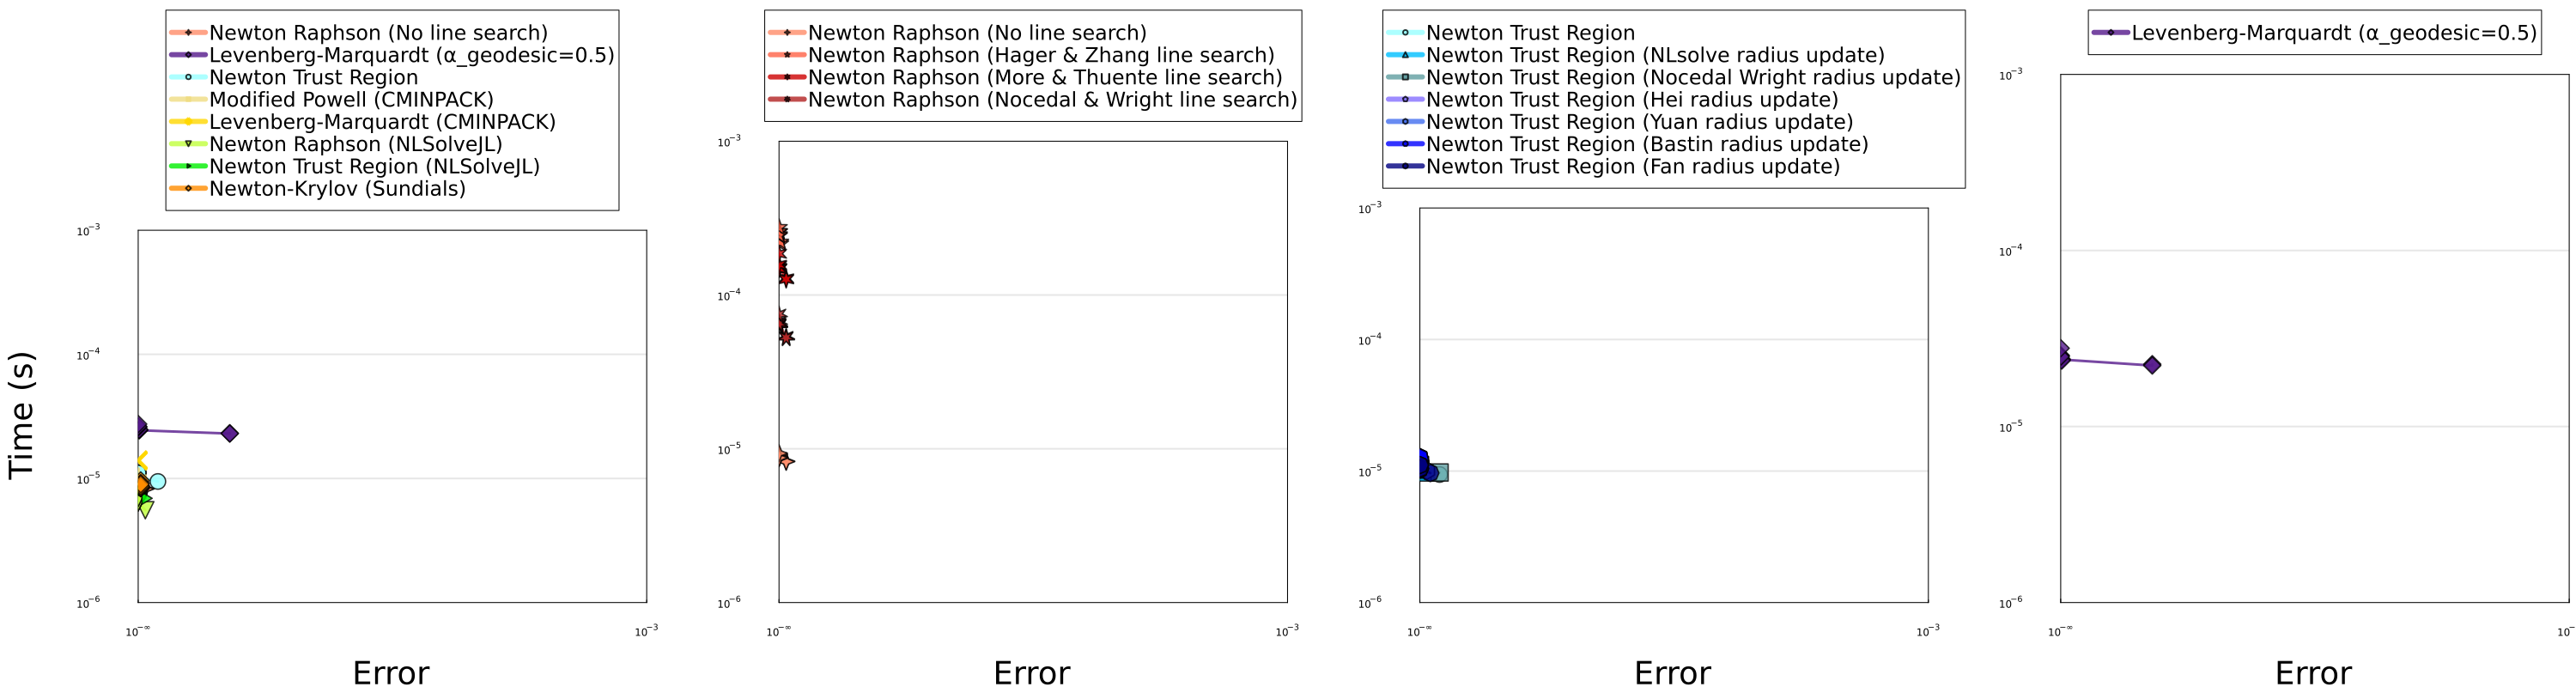 Newton Raphson (No line search)
Levenberg-Marquardt (α_geodesic=0.5)
Newton Trust Region
Modified Powell (CMINPACK)
Levenberg-Marquardt (CMINPACK)
Newton Raphson (NLSolveJL)
Newton Trust Region (NLSolveJL)
Newton-Krylov (Sundials)
10⁻³
10⁻⁴
10⁻⁵
10⁻⁶
Time (s)
10⁻∞
10⁻³
Error
Newton Raphson (No line search)
Newton Raphson (Hager & Zhang line search)
Newton Raphson (More & Thuente line search)
Newton Raphson (Nocedal & Wright line search)
10⁻³
10⁻⁴
10⁻⁵
10⁻⁶
10⁻∞
10⁻³
Error
Newton Trust Region
Newton Trust Region (NLsolve radius update)
Newton Trust Region (Nocedal Wright radius update)
Newton Trust Region (Hei radius update)
Newton Trust Region (Yuan radius update)
Newton Trust Region (Bastin radius update)
Newton Trust Region (Fan radius update)
10⁻³
10⁻⁴
10⁻⁵
10⁻⁶
10⁻∞
10⁻³
Error
Levenberg-Marquardt (α_geodesic=0.5)
10⁻³
10⁻⁴
10⁻⁵
10⁻⁶
10⁻∞
10⁻
Error